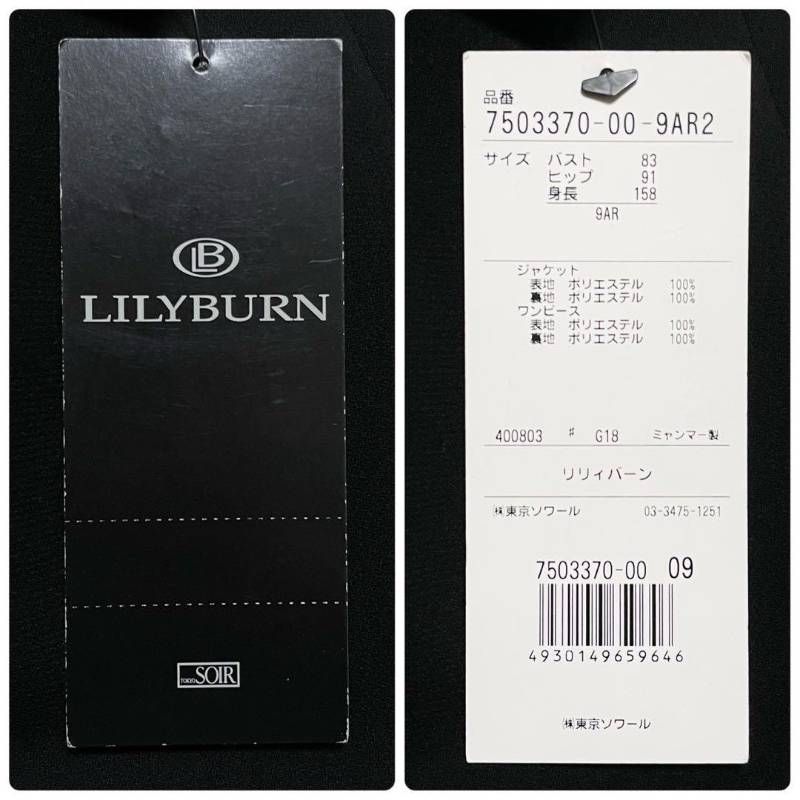 LB
LILYBURN
TOKYO SOIR
品番
7503370-00-9AR2
サイズ バスト 83
ヒップ 91
身長 158
9AR
ジャケット
表地 ポリエステル 100%
裏地 ポリエステル 100%
ワンピース
表地 ポリエステル 100%
裏地 ポリエステル 100%
400803 # G18 ミャンマー製
リリィバーン
㈱東京ソワール 03-3475-1251
7503370-00 09
4930149659646
㈱東京ソワール